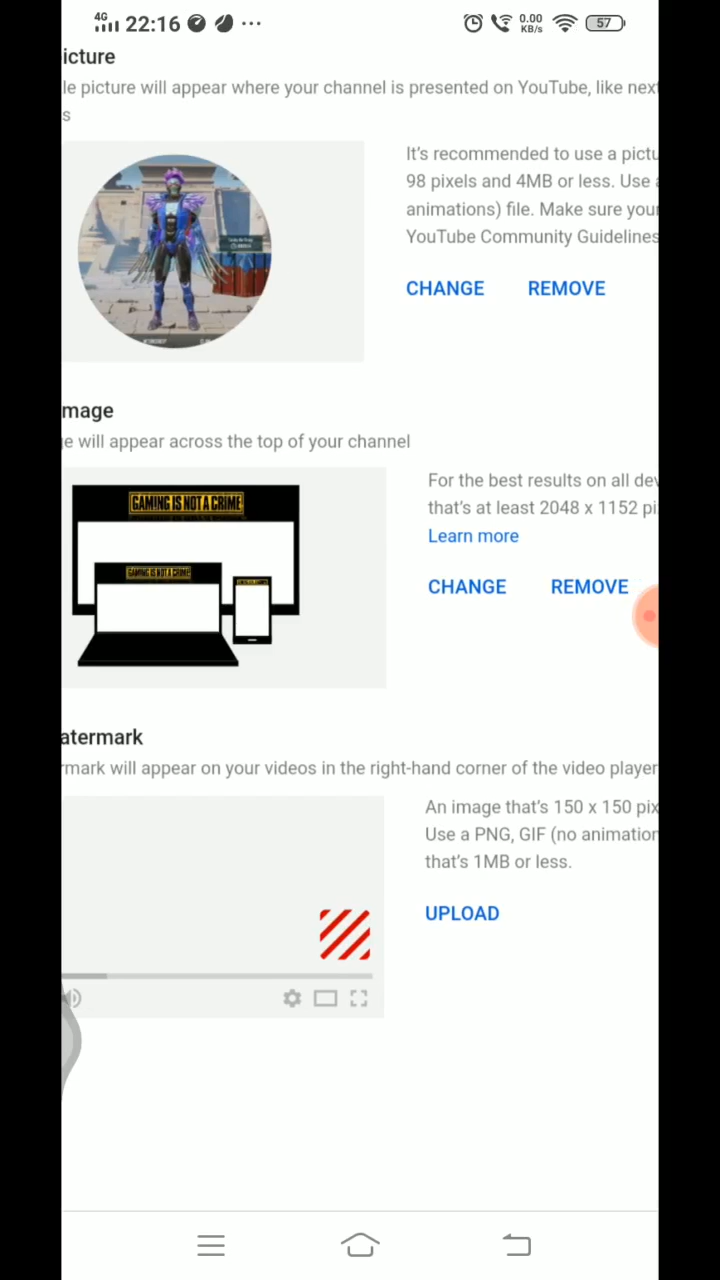 4G 22:16 ... 0.00 KB/s 57
icture
le picture will appear where your channel is presented on YouTube, like next
s
It's recommended to use a pictu
98 pixels and 4MB or less. Use a
animations) file. Make sure your
YouTube Community Guidelines
CHANGE REMOVE
mage
e will appear across the top of your channel
GAMING IS NOT A CRIME
GAMING IS NOT A CRIME
For the best results on all dev
that's at least 2048 x 1152 pi
Learn more
CHANGE REMOVE
atermark
rmark will appear on your videos in the right-hand corner of the video player
An image that's 150 x 150 pix
Use a PNG, GIF (no animation
that's 1MB or less.
UPLOAD